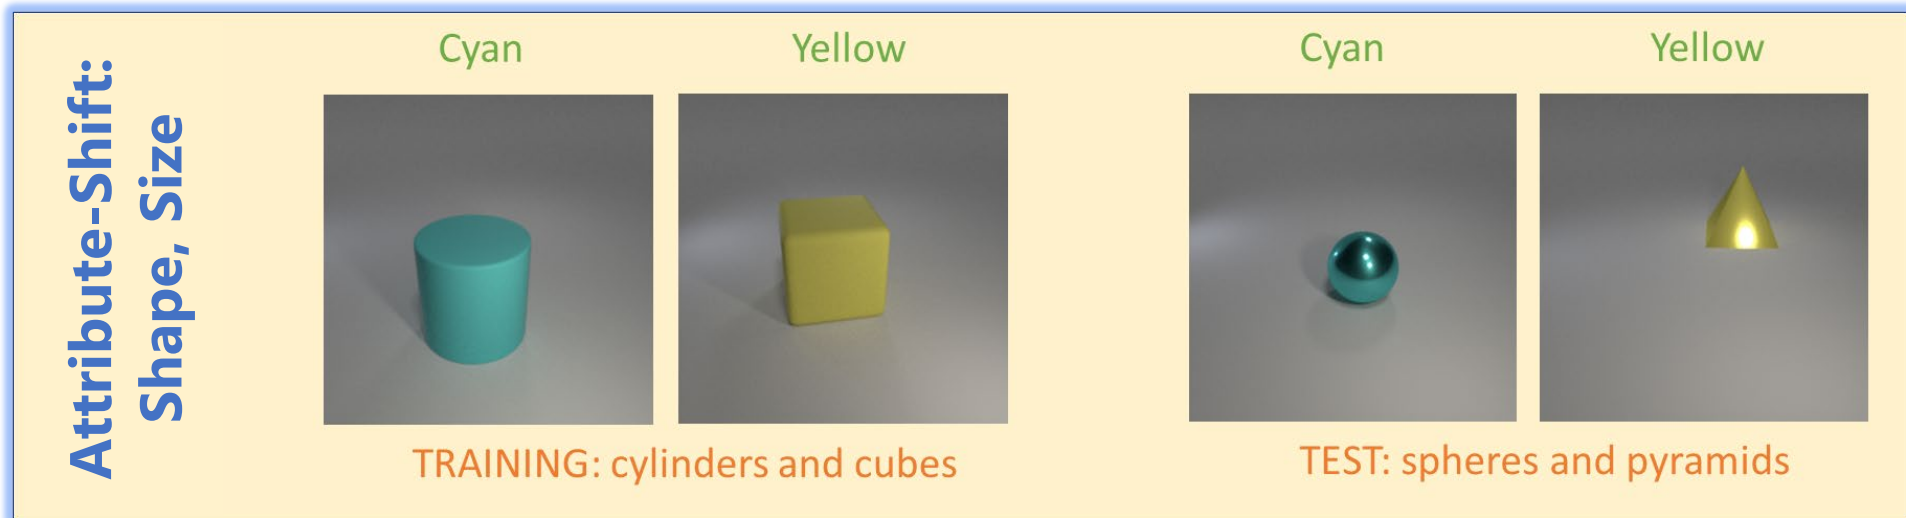 Attribute-Shift:
Shape, Size
Cyan
Yellow
Cyan
Yellow
TRAINING: cylinders and cubes
TEST: spheres and pyramids